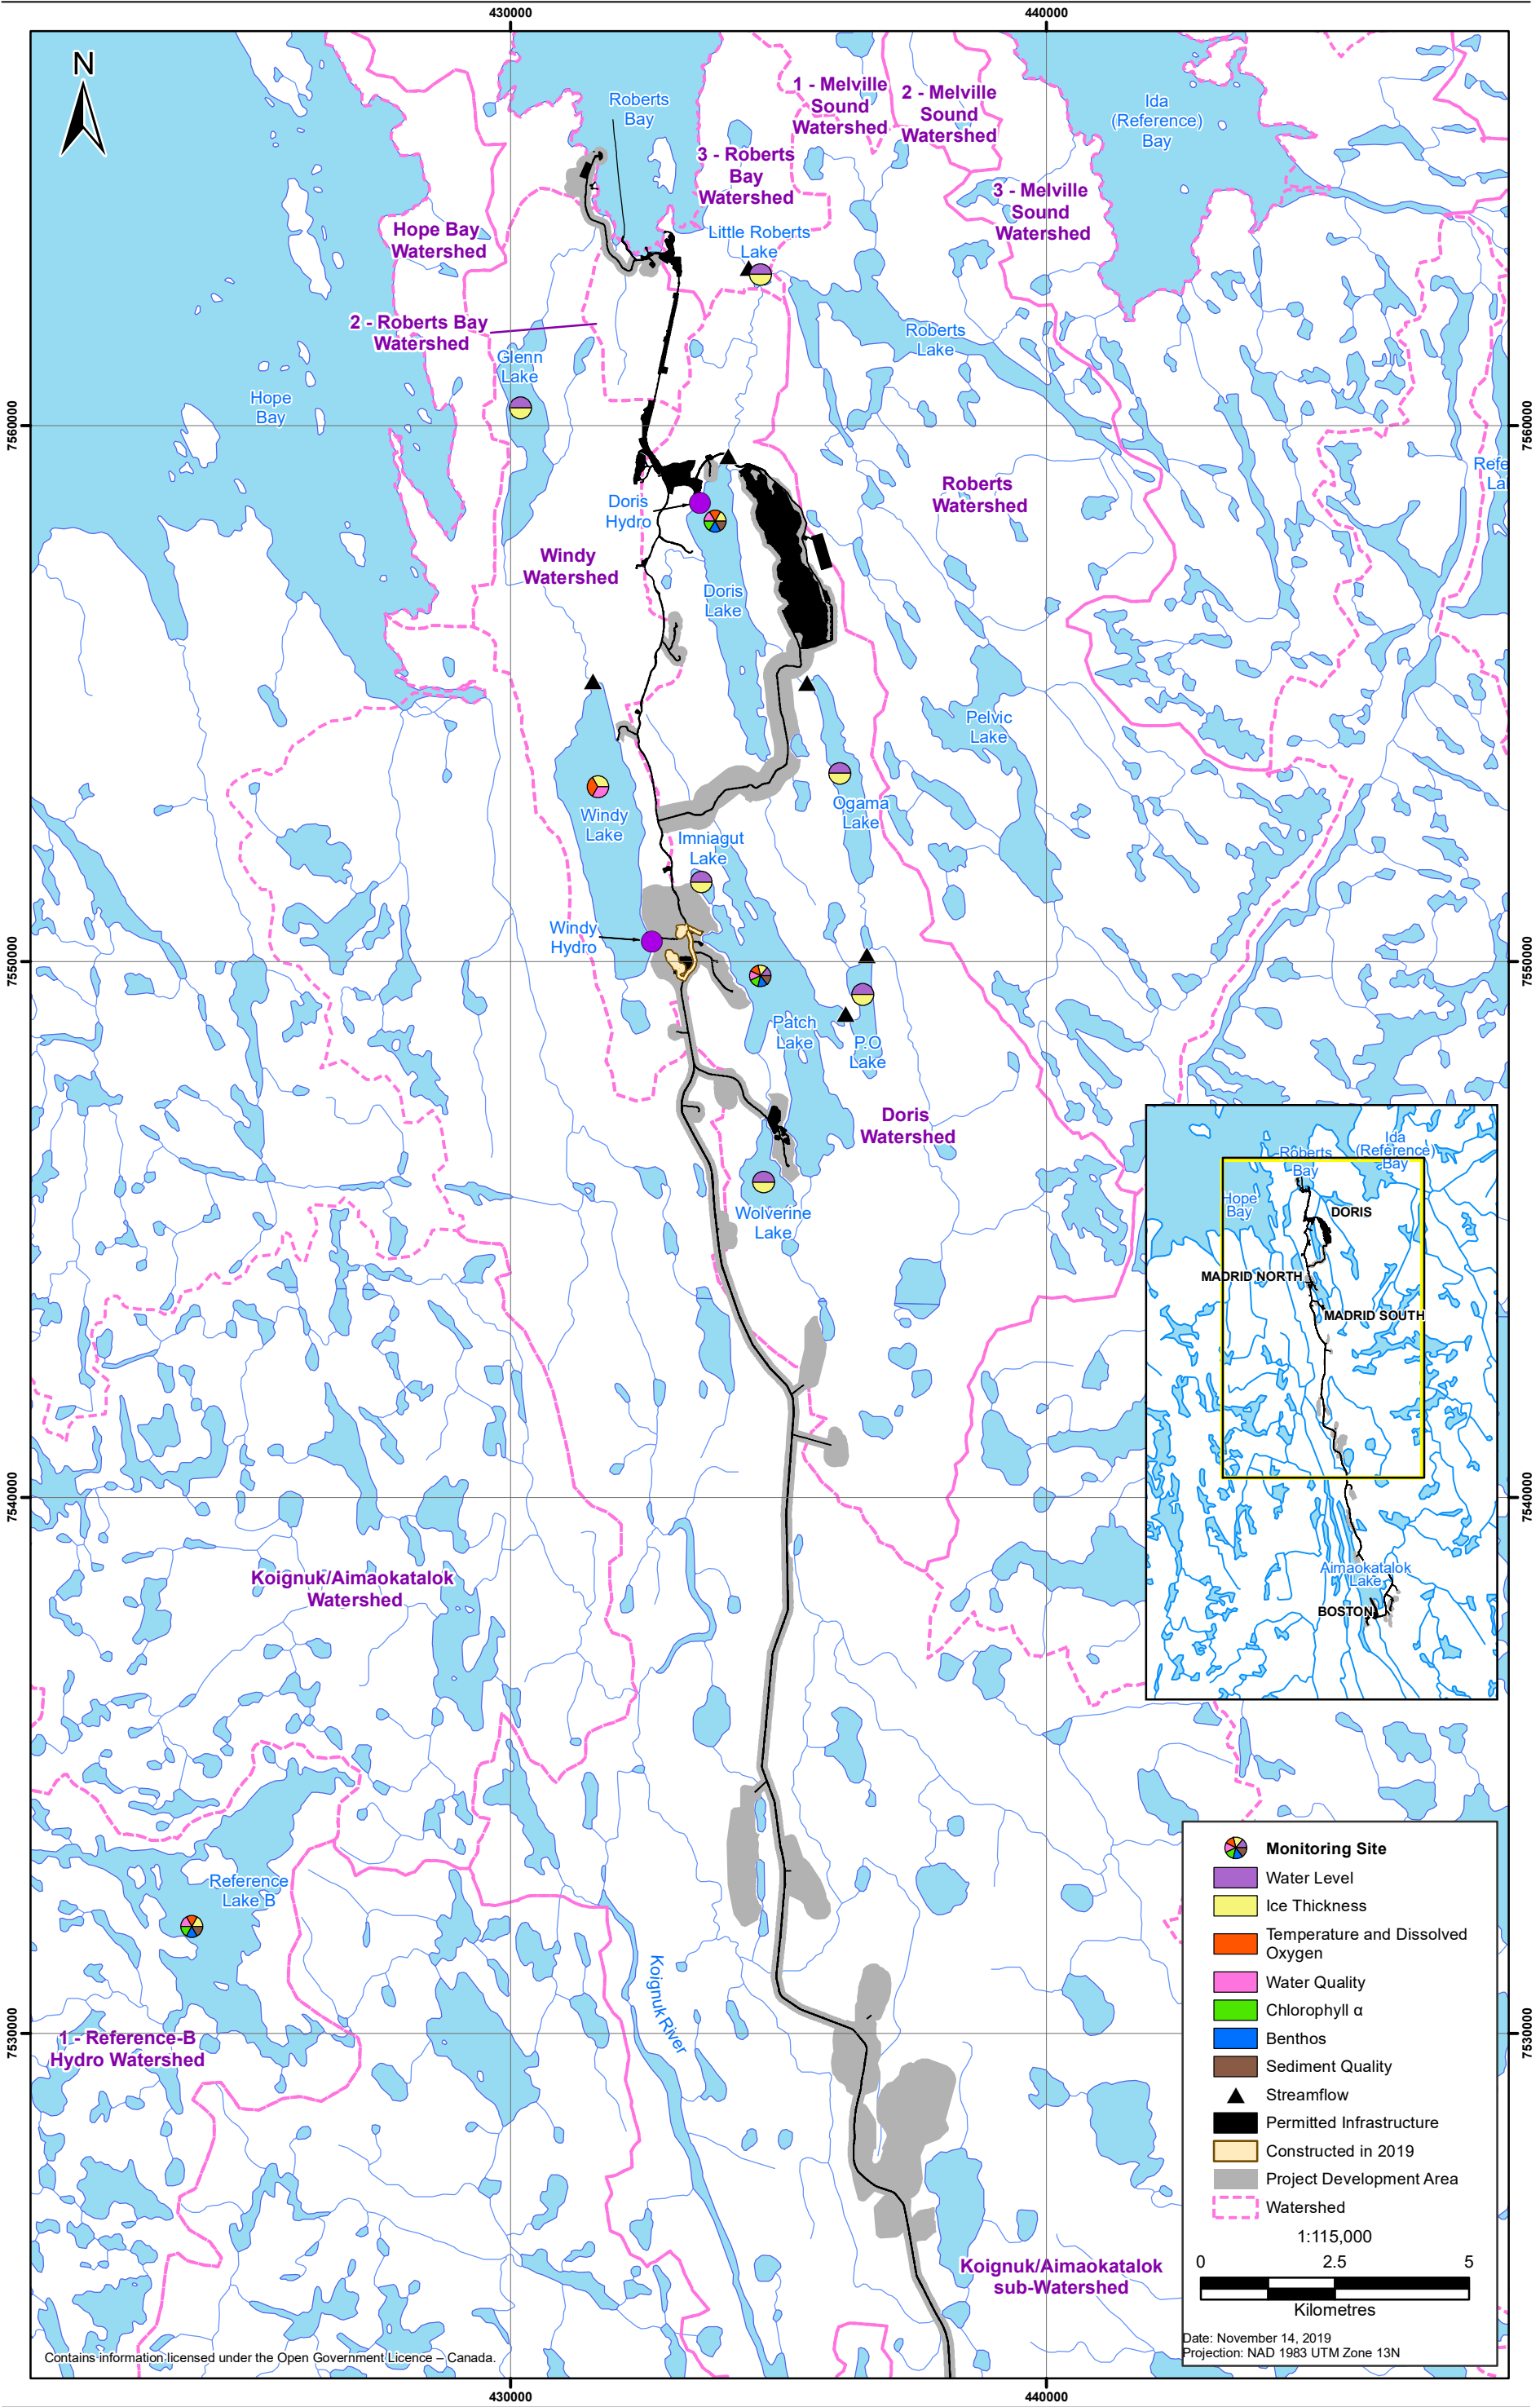 430000
440000
N
Roberts
Bay
1 - Melville
Sound
Watershed
2 - Melville
Sound
Watershed
Ida
(Reference)
Bay
3 - Roberts
Bay
Watershed
3 - Melville
Sound
Watershed
Hope Bay
Watershed
Little Roberts
Lake
2 - Roberts Bay
Watershed
Glenn
Lake
Roberts
Lake
Hope
Bay
7560000
7560000
Doris
Hydro
Roberts
Watershed
Windy
Watershed
Doris
Lake
Pelvic
Lake
Windy
Lake
Ogama
Lake
Imniagut
Lake
Windy
Hydro
7550000
7550000
Patch
Lake
P.O
Lake
Doris
Watershed
Wolverine
Lake
Roberts
Bay
Ida
(Reference)
Bay
Hope
Bay
DORIS
MADRID NORTH
MADRID SOUTH
Aimaokatalok
Lake
BOSTON
7540000
7540000
Koignuk/Aimaokatalok
Watershed
Reference
Lake B
Koignuk River
7530000
7530000
1 - Reference-B
Hydro Watershed
Koignuk/Aimaokatalok
sub-Watershed
Monitoring Site
Water Level
Ice Thickness
Temperature and Dissolved
Oxygen
Water Quality
Chlorophyll α
Benthos
Sediment Quality
Streamflow
Permitted Infrastructure
Constructed in 2019
Project Development Area
Watershed
1:115,000
0 2.5 5
Kilometres
Date: November 14, 2019
Projection: NAD 1983 UTM Zone 13N
Contains information licensed under the Open Government Licence – Canada.
430000
440000